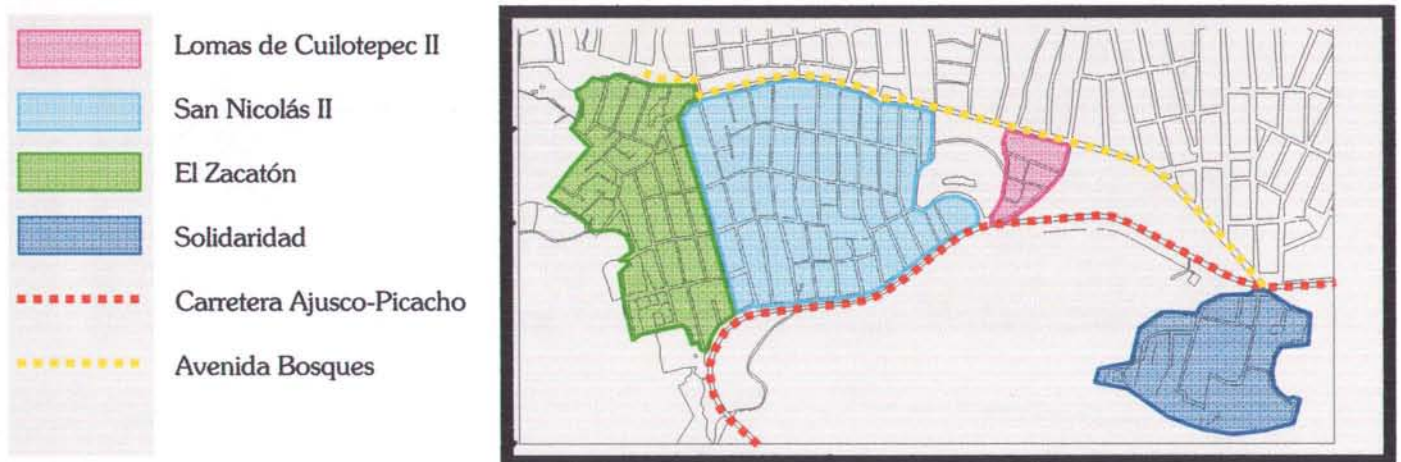 Lomas de Cuilotepec II
San Nicolás II
El Zacatón
Solidaridad
Carretera Ajusco-Picacho
Avenida Bosques